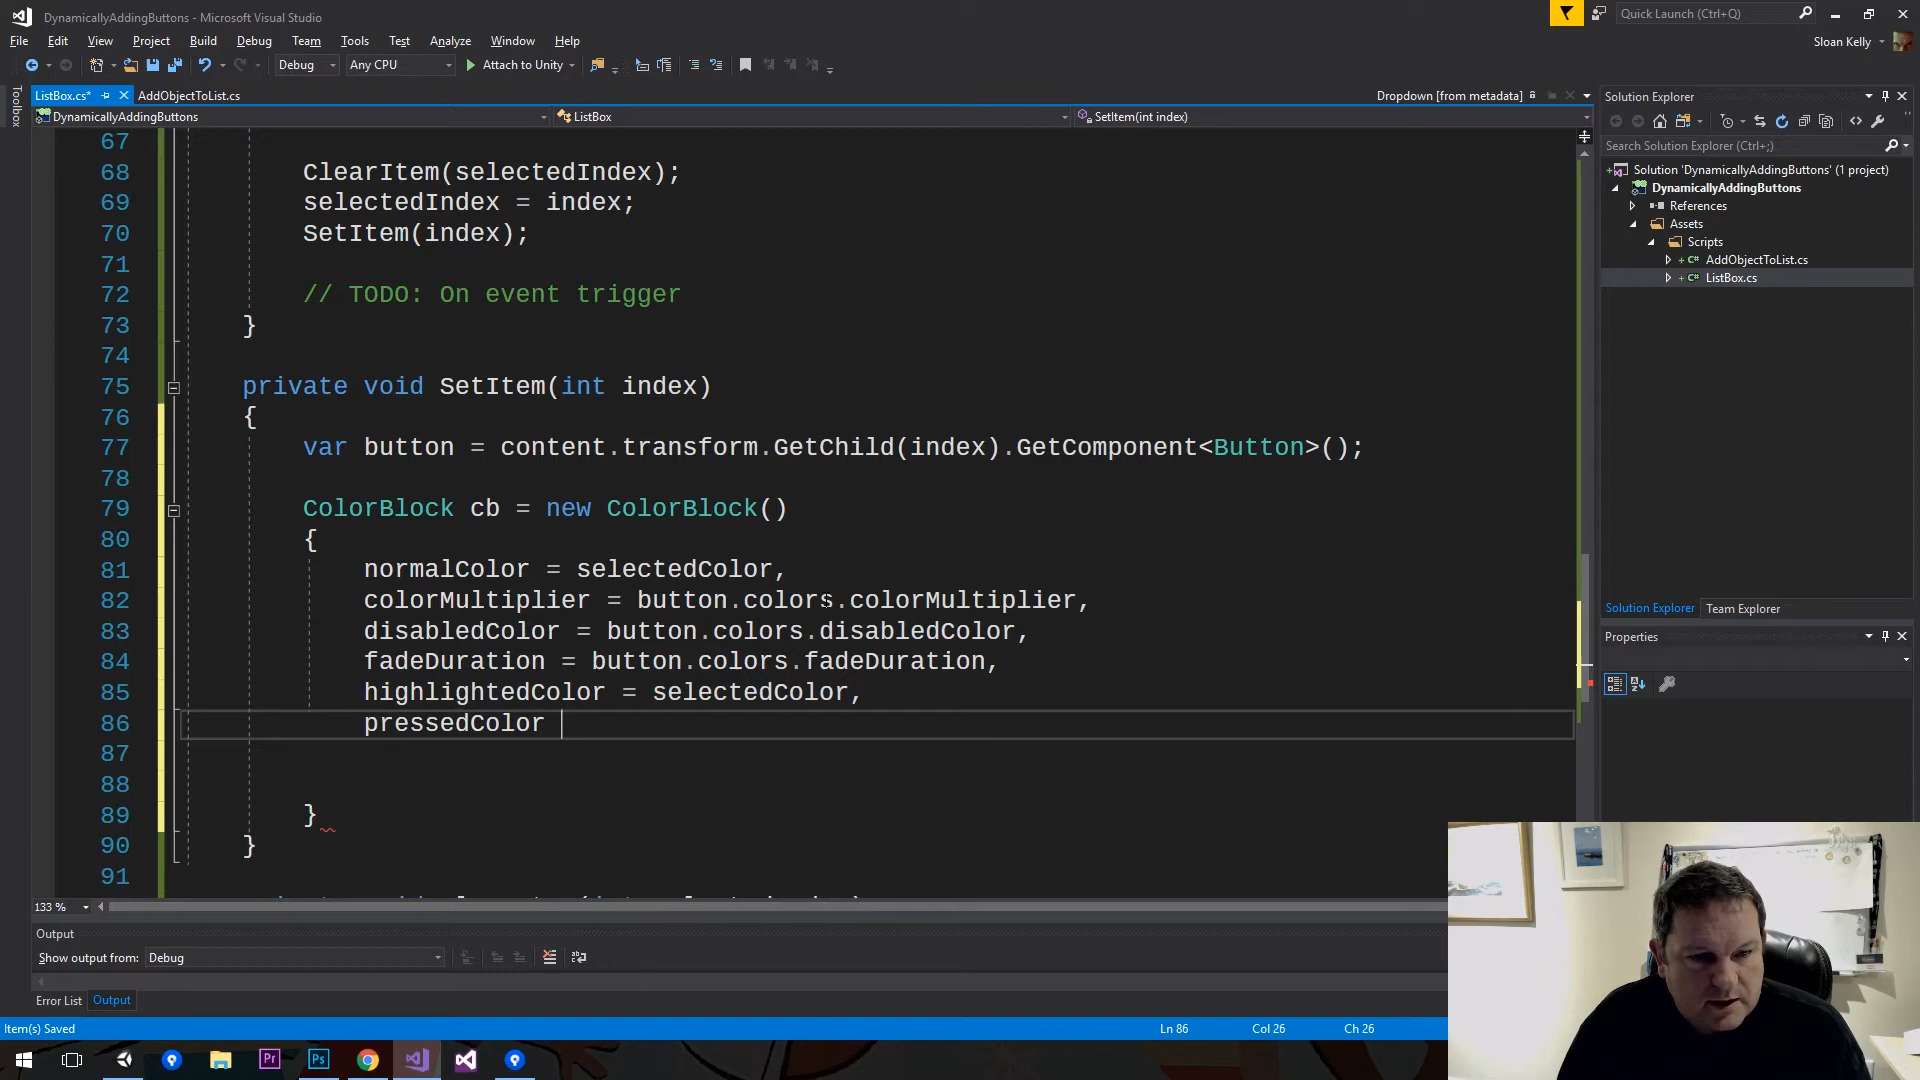 DynamicallyAddingButtons - Microsoft Visual Studio
Quick Launch (Ctrl+Q)
File Edit View Project Build Debug Team Tools Test Analyze Window Help
Sloan Kelly
Debug Any CPU Attach to Unity
Toolbox
ListBox.cs* AddObjectToList.cs Dropdown [from metadata]
DynamicallyAddingButtons ListBox SetItem(int index)
67
68 ClearItem(selectedIndex);
69 selectedIndex = index;
70 SetItem(index);
71
72 // TODO: On event trigger
73 }
74
75 private void SetItem(int index)
76 {
77 var button = content.transform.GetChild(index).GetComponent<Button>();
78
79 ColorBlock cb = new ColorBlock()
80 {
81 normalColor = selectedColor,
82 colorMultiplier = button.colors.colorMultiplier,
83 disabledColor = button.colors.disabledColor,
84 fadeDuration = button.colors.fadeDuration,
85 highlightedColor = selectedColor,
86 pressedColor
87
88
89 }
90 }
91
133 %
Output
Show output from: Debug
Error List Output
Item(s) Saved Ln 86 Col 26 Ch 26
Solution Explorer
Search Solution Explorer (Ctrl+;)
Solution 'DynamicallyAddingButtons' (1 project)
DynamicallyAddingButtons
References
Assets
Scripts
AddObjectToList.cs
ListBox.cs
Solution Explorer Team Explorer
Properties